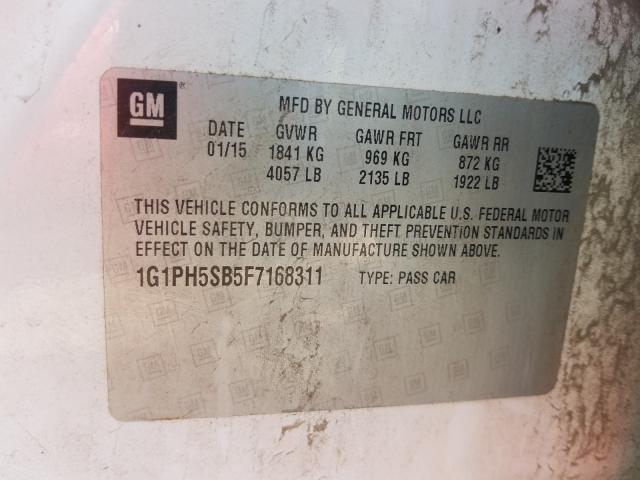 GM
MFD BY GENERAL MOTORS LLC
DATE GVWR GAWR FRT GAWR RR
01/15 1841 KG 969 KG 872 KG
4057 LB 2135 LB 1922 LB
THIS VEHICLE CONFORMS TO ALL APPLICABLE U.S. FEDERAL MOTOR
VEHICLE SAFETY, BUMPER, AND THEFT PREVENTION STANDARDS IN
EFFECT ON THE DATE OF MANUFACTURE SHOWN ABOVE.
1G1PH5SB5F7168311 TYPE: PASS CAR